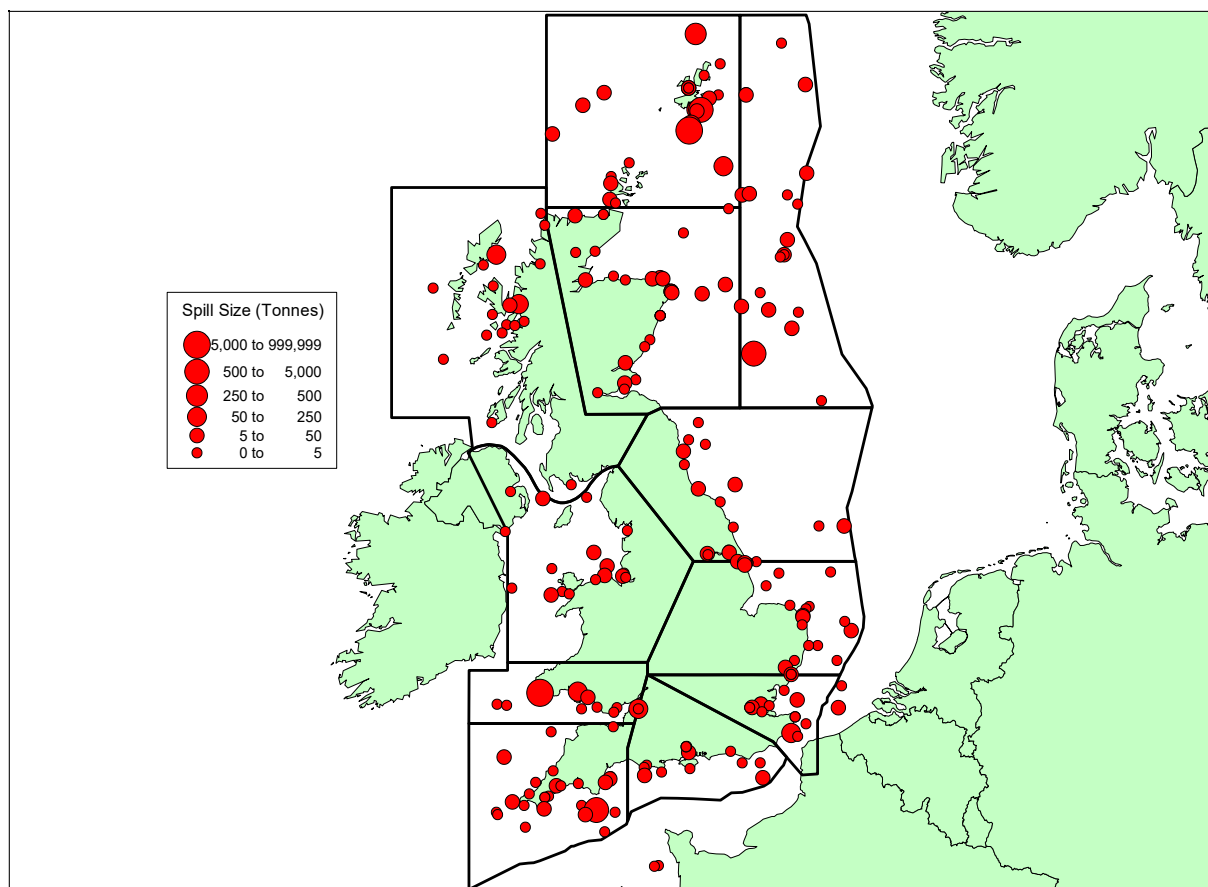 Spill Size (Tonnes)
5,000 to 999,999
500 to 5,000
250 to 500
50 to 250
5 to 50
0 to 5